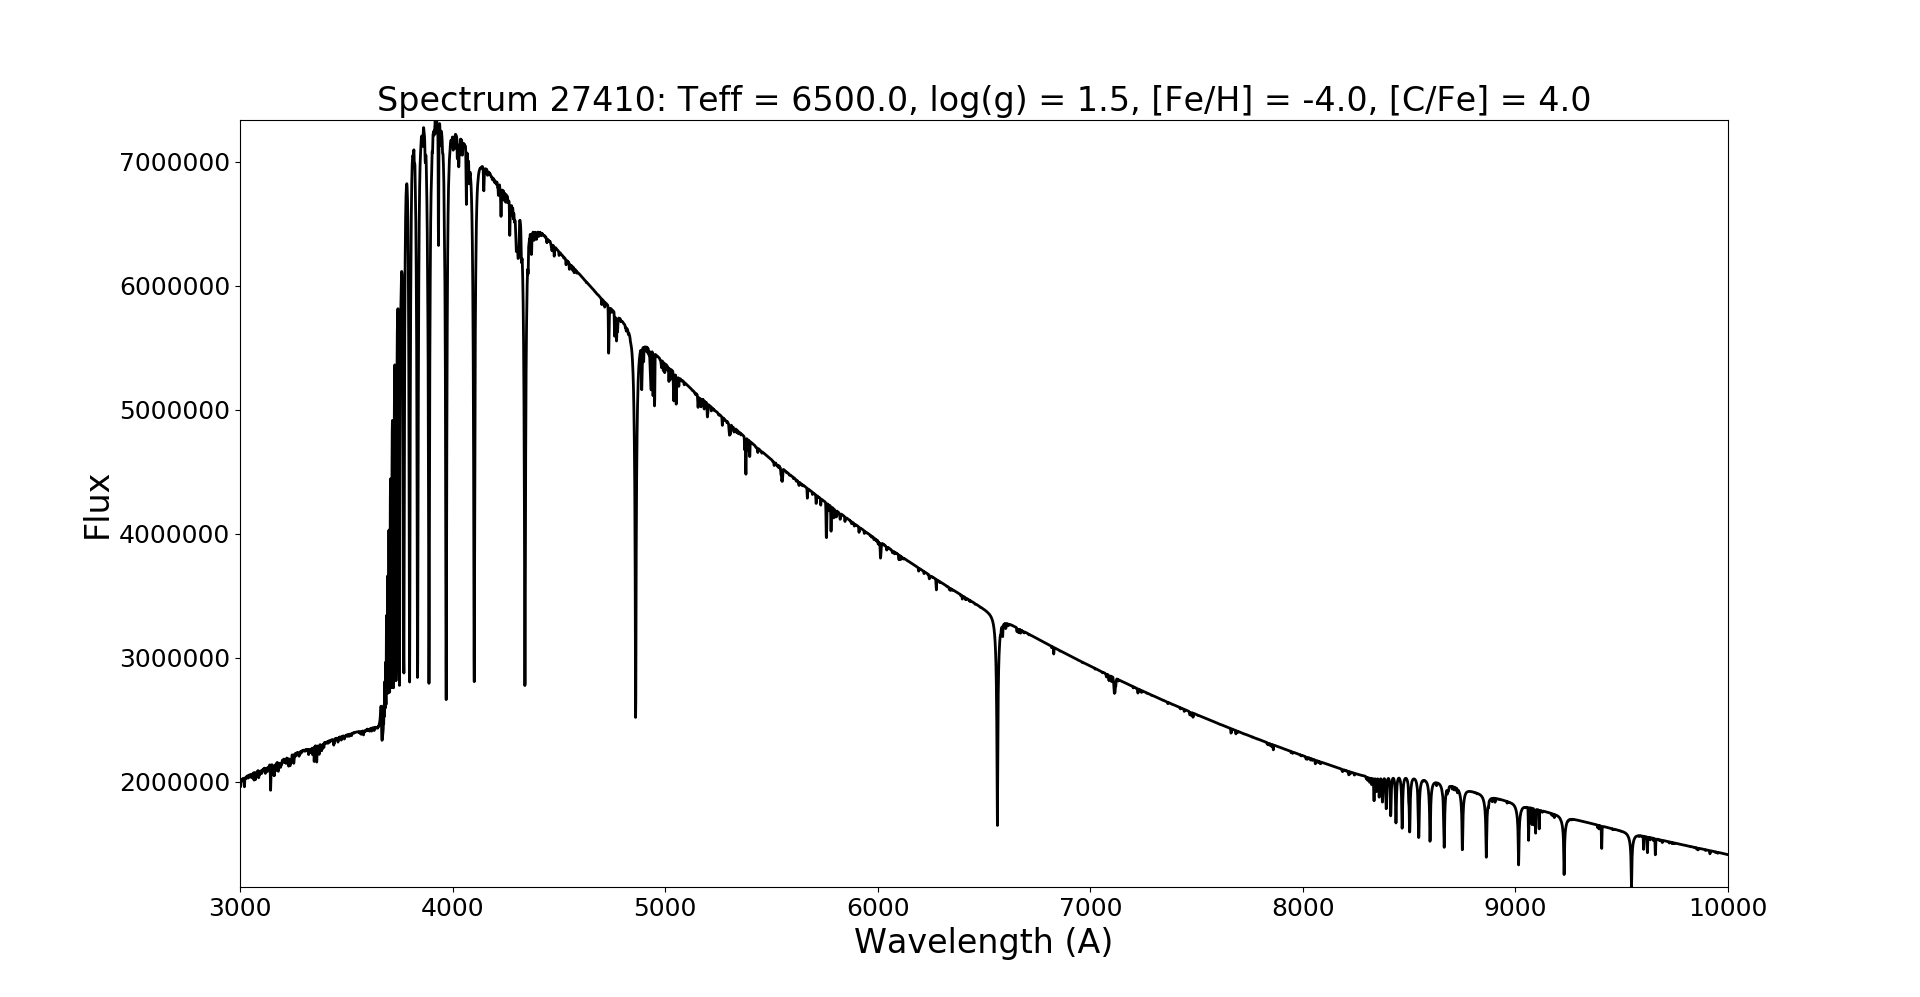 Spectrum 27410: Teff = 6500.0, log(g) = 1.5, [Fe/H] = -4.0, [C/Fe] = 4.0
7000000
6000000
5000000
4000000
3000000
2000000
Flux
3000 4000 5000 6000 7000 8000 9000 10000
Wavelength (A)